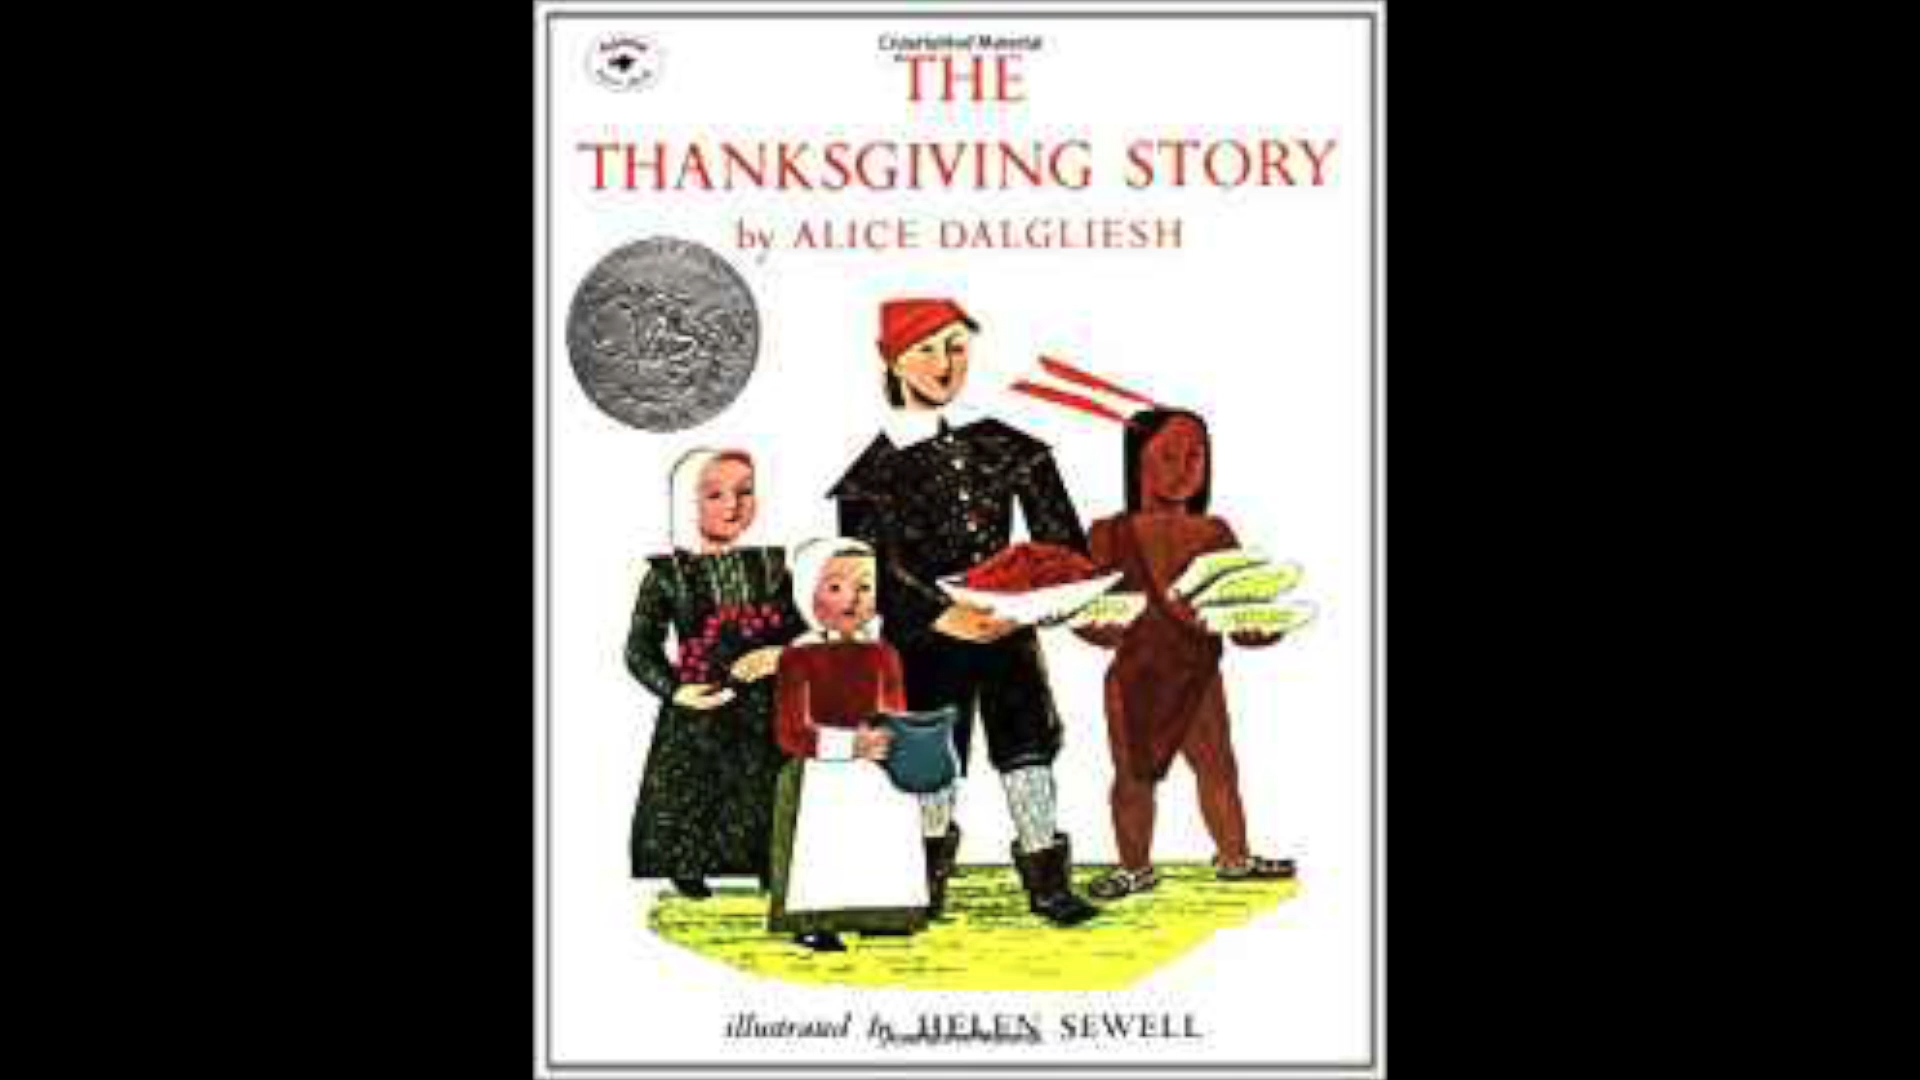 Copyrighted Material
THE
THANKSGIVING STORY
by ALICE DALGLIESH
illustrated by HELEN SEWELL